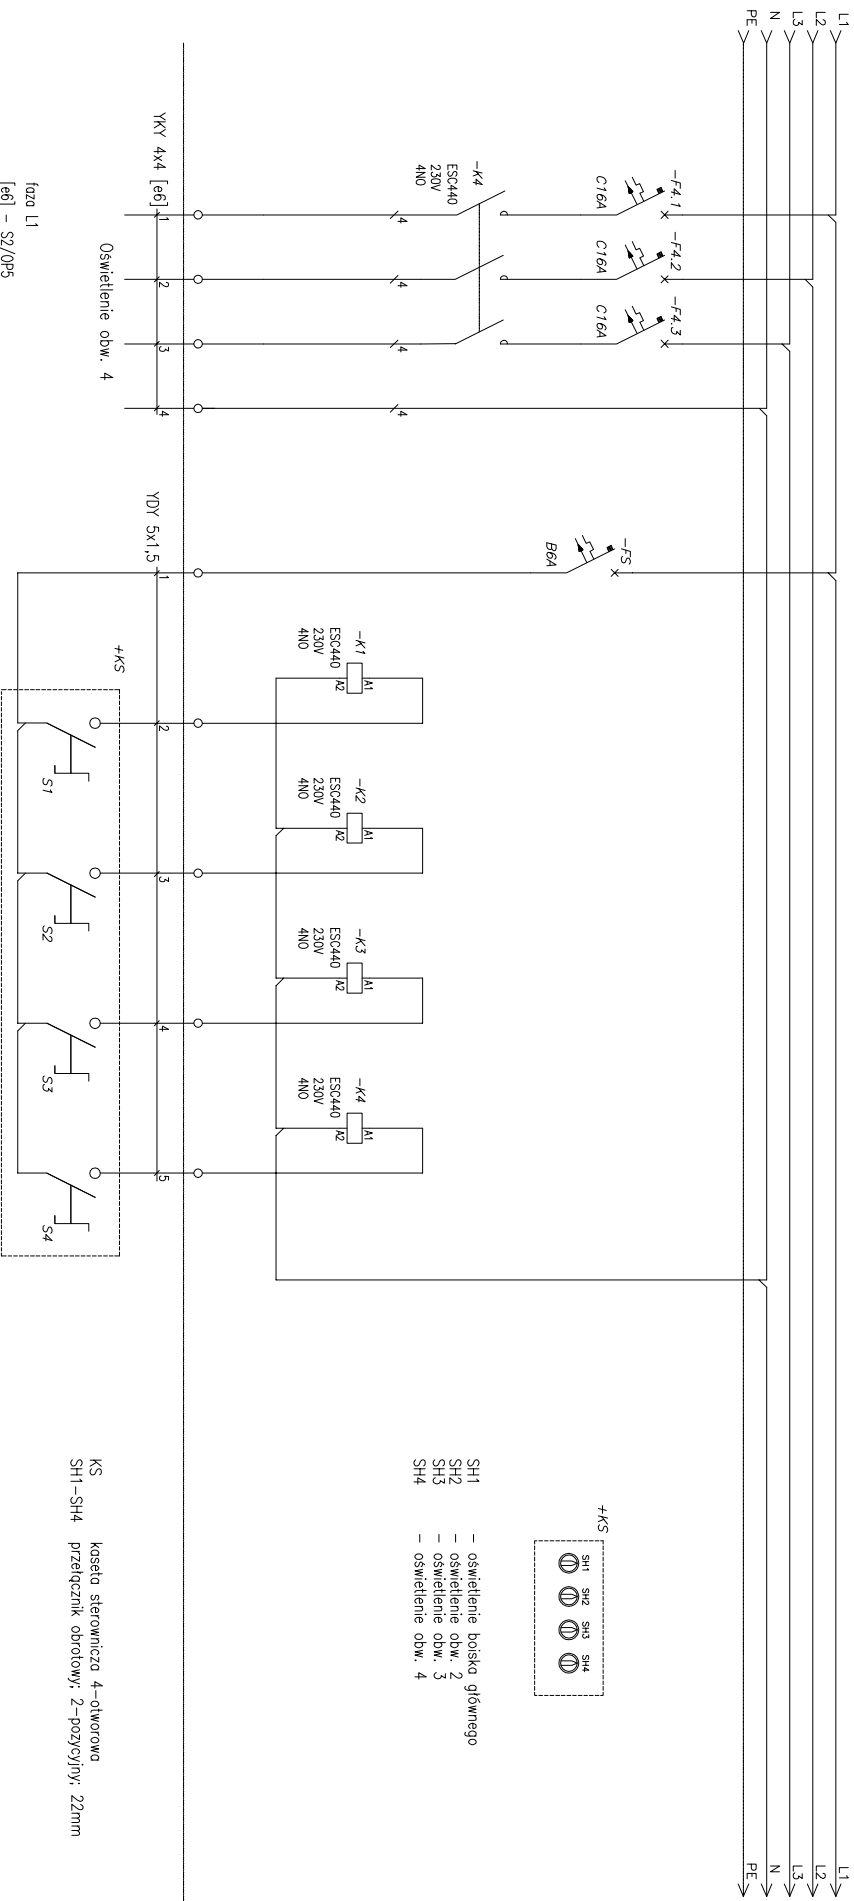 L1
L2
L3
N
PE
L1
L2
L3
N
PE
-F4.1
C16A
-F4.2
C16A
-F4.3
C16A
-K4
ESC440
230V
4NO
4
4
4
4
YKY 4x4 [e6]
1
2
3
4
Oświetlenie obw. 4
faza L1
[e6] - S2/0P5
-FS
B6A
YDY 5x1,5
1
2
3
4
5
-K1
ESC440
230V
4NO
A1
A2
-K2
ESC440
230V
4NO
A1
A2
-K3
ESC440
230V
4NO
A1
A2
-K4
ESC440
230V
4NO
A1
A2
+KS
S1
S2
S3
S4
+KS
SH1
SH2
SH3
SH4
SH1 - oświetlenie boiska głównego
SH2 - oświetlenie obw. 2
SH3 - oświetlenie obw. 3
SH4 - oświetlenie obw. 4
KS kaseta sterownicza 4-otworowa
SH1-SH4 przełącznik obrotowy; 2-pozycyjny; 22mm